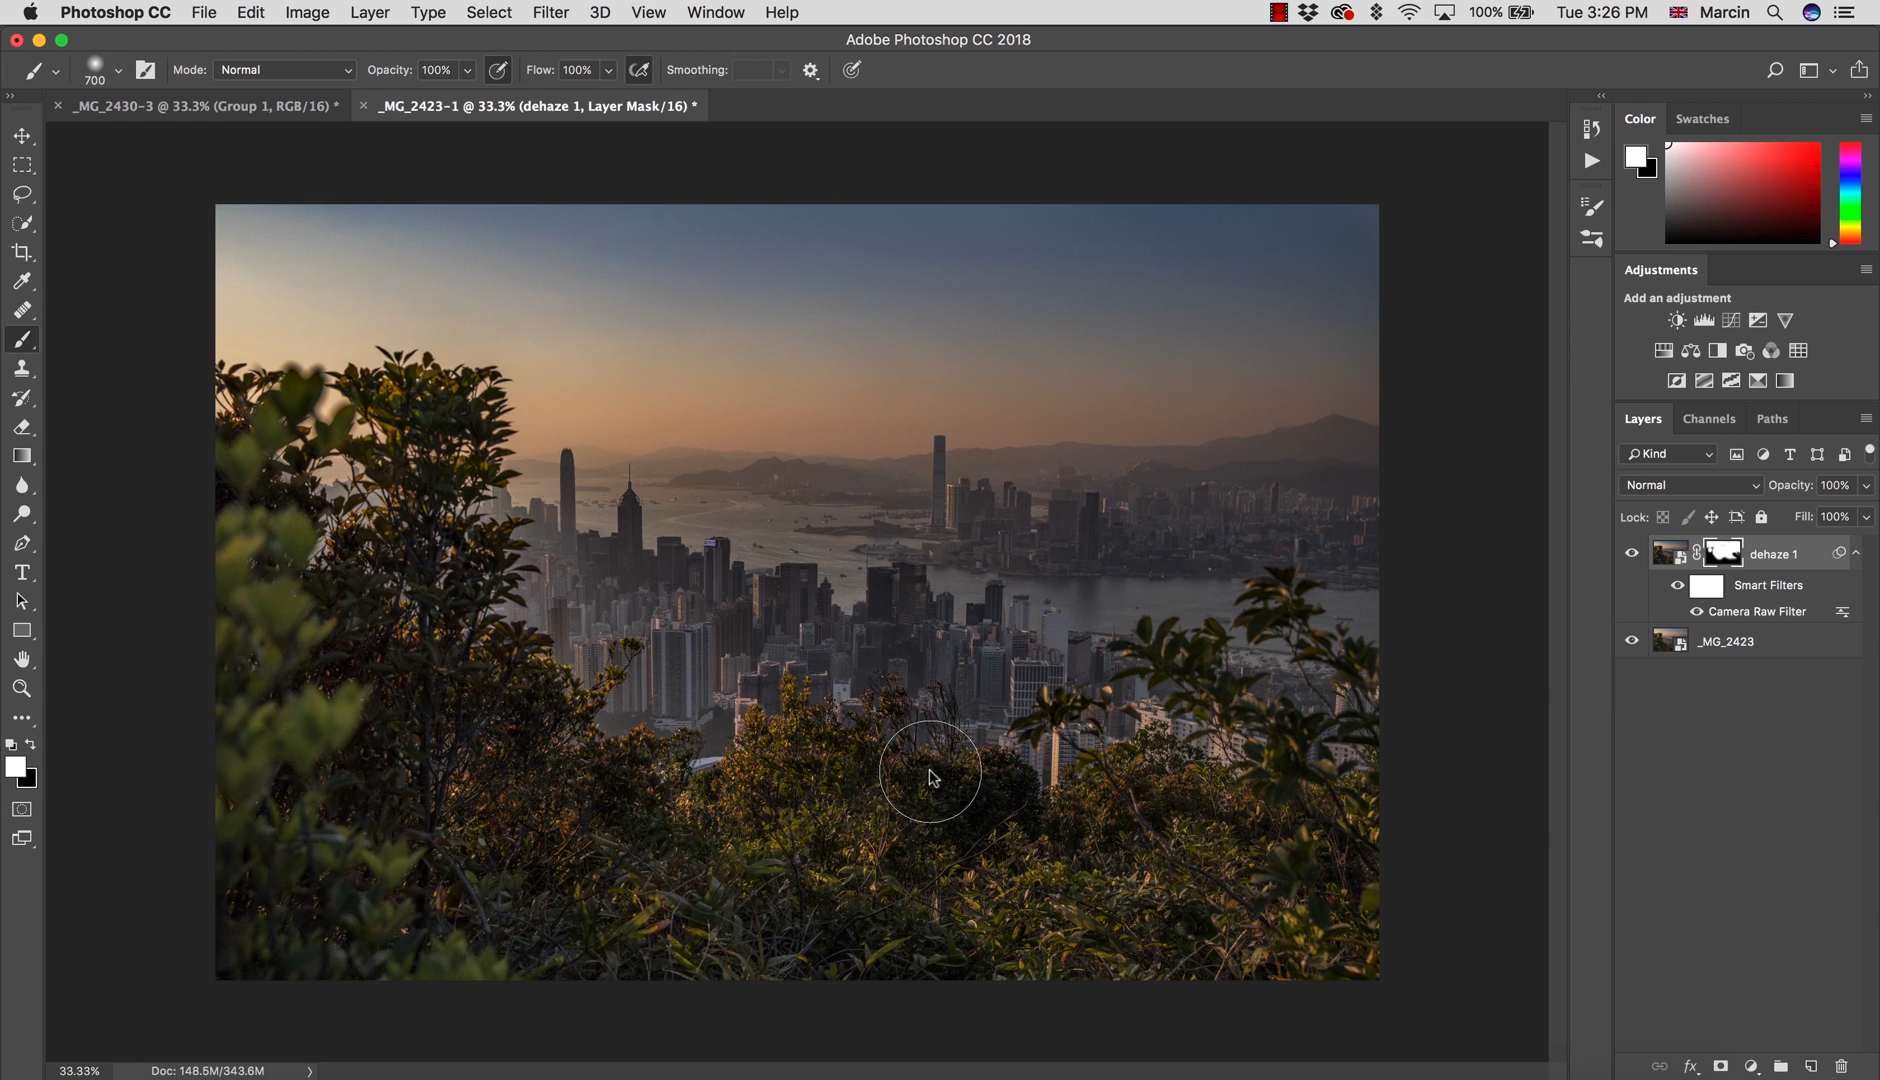 Photoshop CC File Edit Image Layer Type Select Filter 3D View Window Help 100% Tue 3:26 PM Marcin
Adobe Photoshop CC 2018
700 Mode: Normal Opacity: 100% Flow: 100% Smoothing:
_MG_2430-3 @ 33.3% (Group 1, RGB/16) * _MG_2423-1 @ 33.3% (dehaze 1, Layer Mask/16) *
Color Swatches
Adjustments
Add an adjustment
Layers Channels Paths
Kind
Normal Opacity: 100%
Lock: Fill: 100%
dehaze 1
Smart Filters
Camera Raw Filter
_MG_2423
33.33% Doc: 148.5M/343.6M